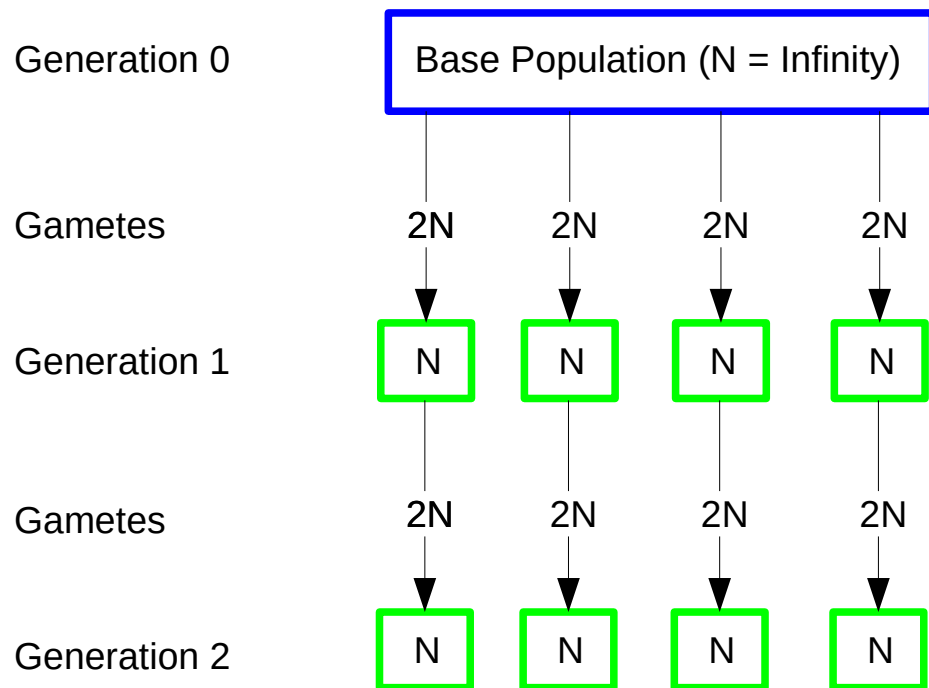 Generation 0 Base Population (N = Infinity)
Gametes 2N 2N 2N 2N
Generation 1 N N N N
Gametes 2N 2N 2N 2N
Generation 2 N N N N